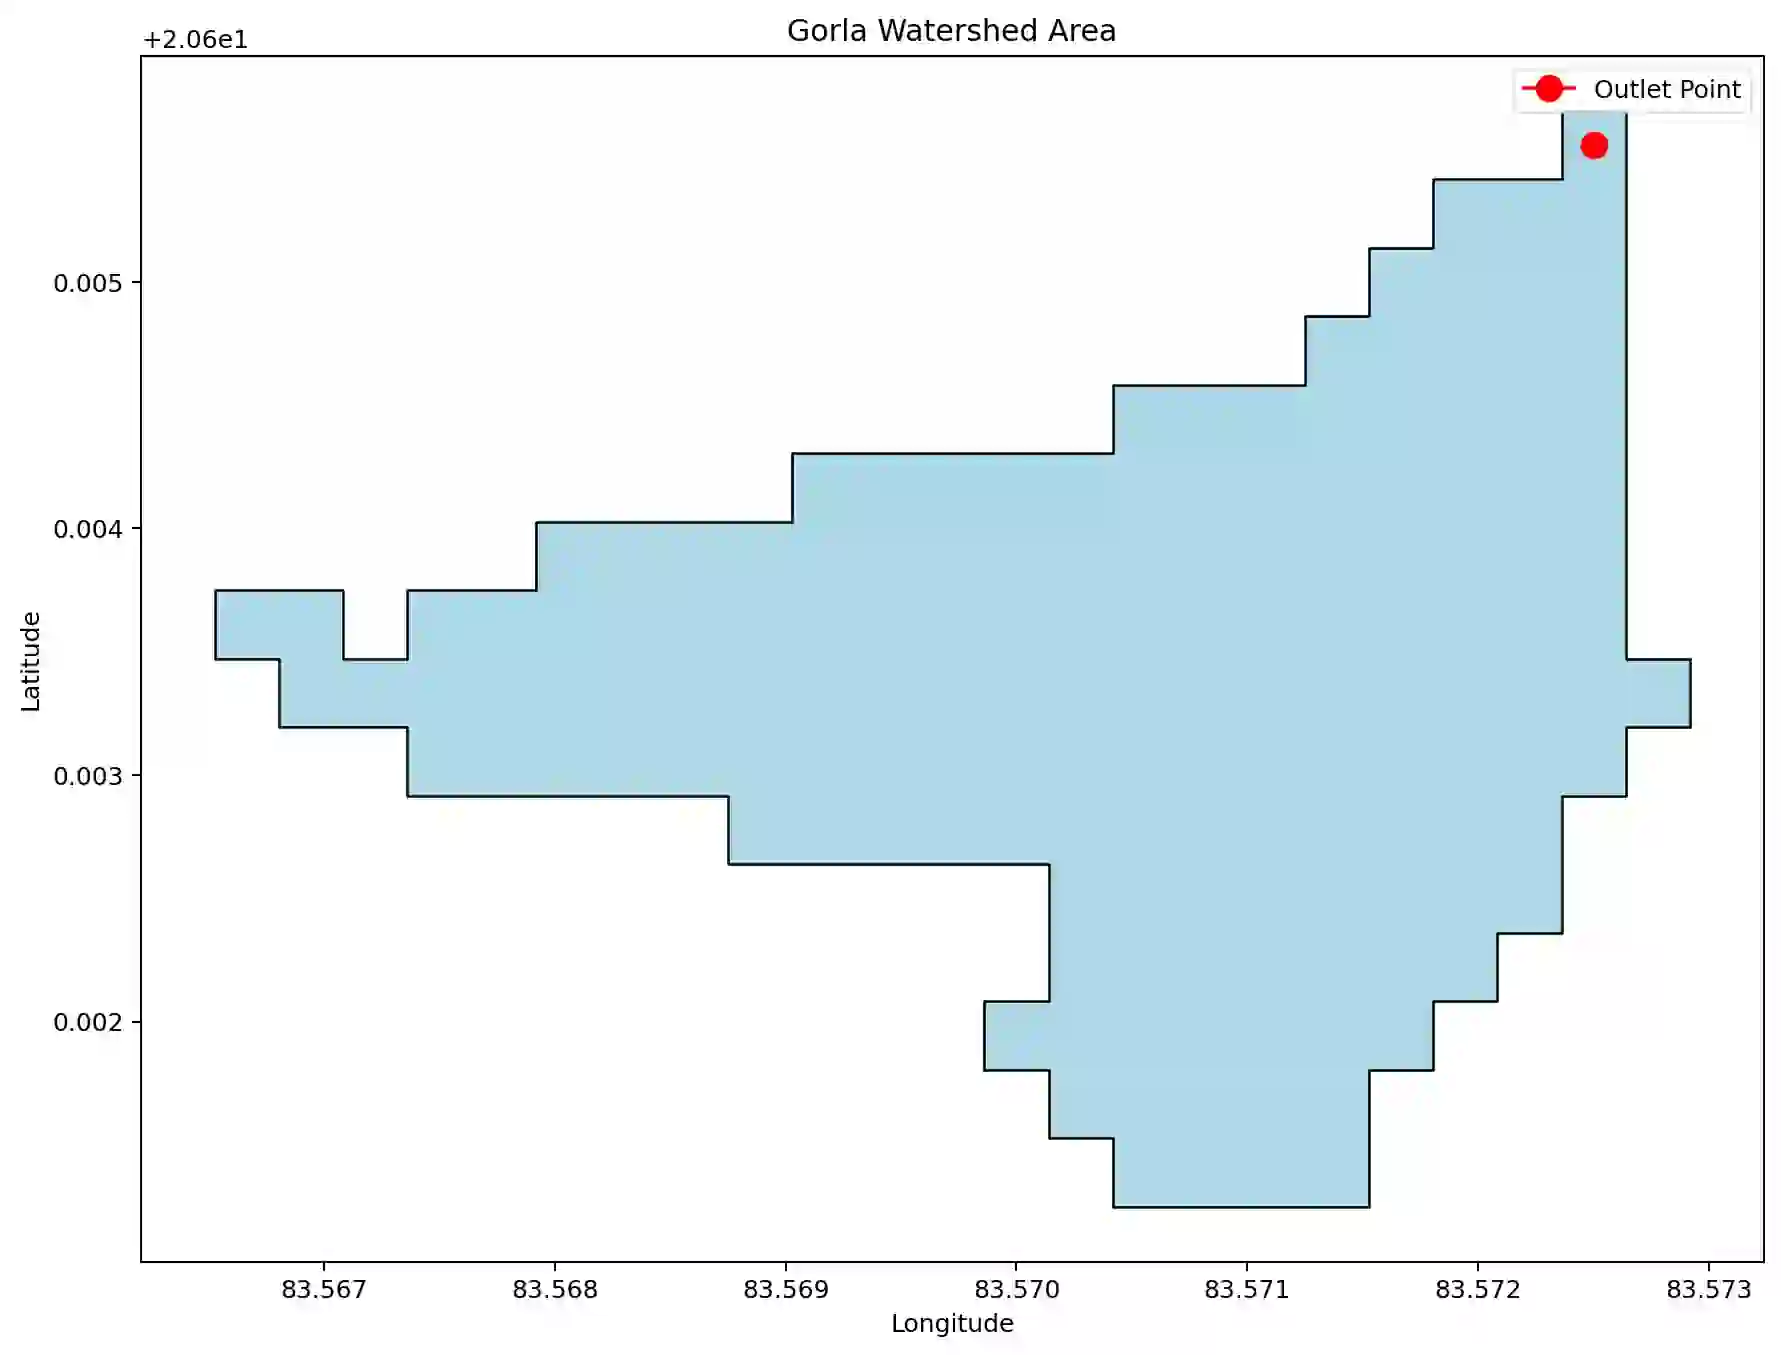 Gorla Watershed Area
+2.06e1
Outlet Point
0.005
0.004
0.003
0.002
Latitude
83.567 83.568 83.569 83.570 83.571 83.572 83.573
Longitude